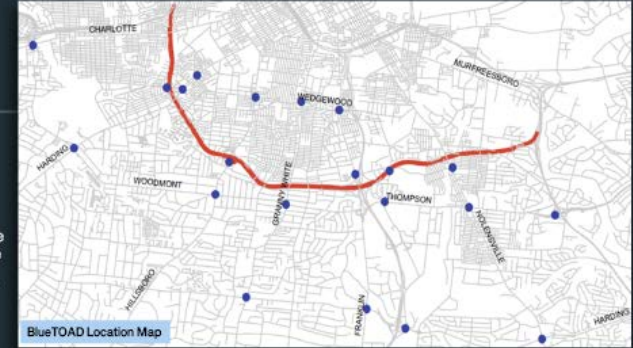 CHARLOTTE
MURFREESBORO
WEDGEWOOD
HARDING
WOODMONT
GRANNY WHITE
THOMPSON
NOLENSVILLE
HILLSBORO
FRANKLIN
HARDING
BlueTOAD Location Map